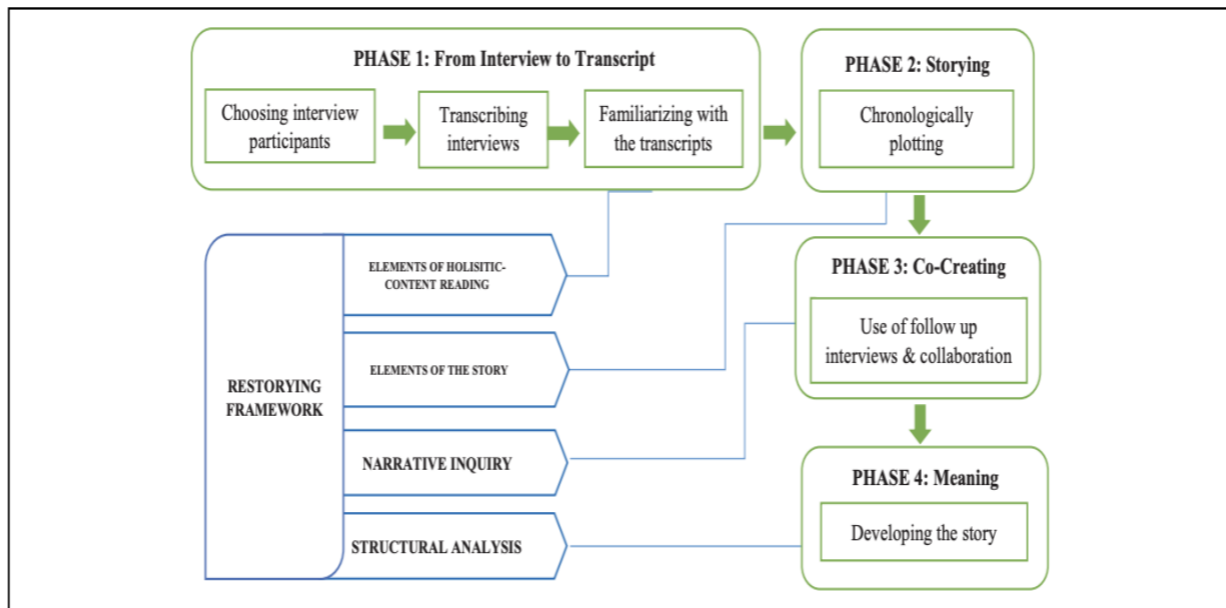 PHASE 1: From Interview to Transcript
Choosing interview
participants
Transcribing
interviews
Familiarizing with
the transcripts
PHASE 2: Storying
Chronologically
plotting
PHASE 3: Co-Creating
Use of follow up
interviews & collaboration
PHASE 4: Meaning
Developing the story
RESTORYING
FRAMEWORK
ELEMENTS OF HOLISITIC-
CONTENT READING
ELEMENTS OF THE STORY
NARRATIVE INQUIRY
STRUCTURAL ANALYSIS